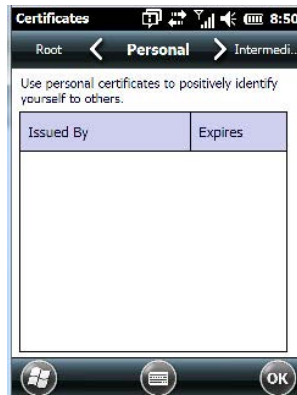 Certificates 8:50
Root Personal Intermedi...
Use personal certificates to positively identify
yourself to others.
Issued By Expires
OK